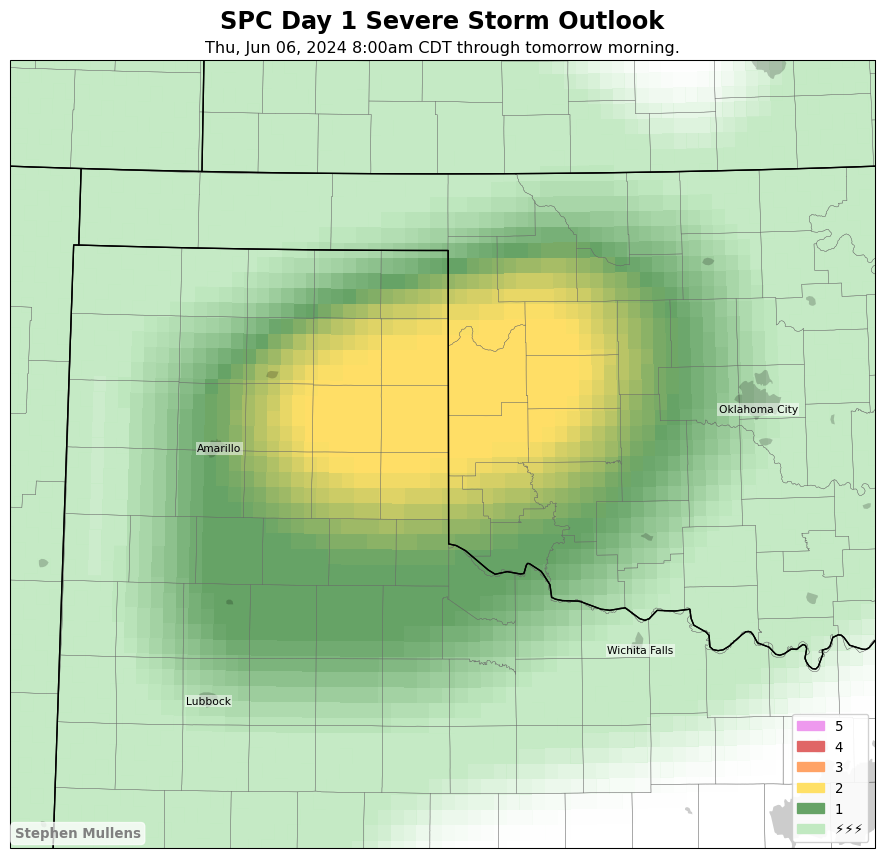 SPC Day 1 Severe Storm Outlook
Thu, Jun 06, 2024 8:00am CDT through tomorrow morning.
Oklahoma City
Amarillo
Wichita Falls
Lubbock
5
4
3
2
1
⚡⚡⚡
Stephen Mullens